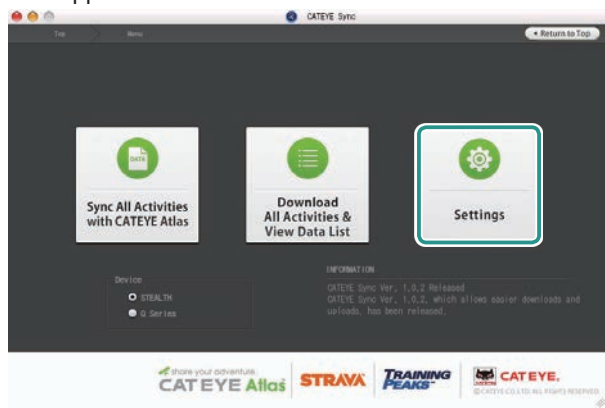 CATEYE Sync
Top Menu
Return to Top
DATA
Sync All Activities
with CATEYE Atlas
Download
All Activities &
View Data List
Settings
Device
STEALTH
Q Series
INFORMATION
CATEYE Sync Ver. 1.0.2 Released
CATEYE Sync Ver. 1.0.2, which allows easier downloads and
uploads, has been released.
share your adventure.
CATEYE Atlas
STRAVA
TRAINING
PEAKS
CATEYE.
© CATEYE CO.,LTD ALL RIGHTS RESERVED